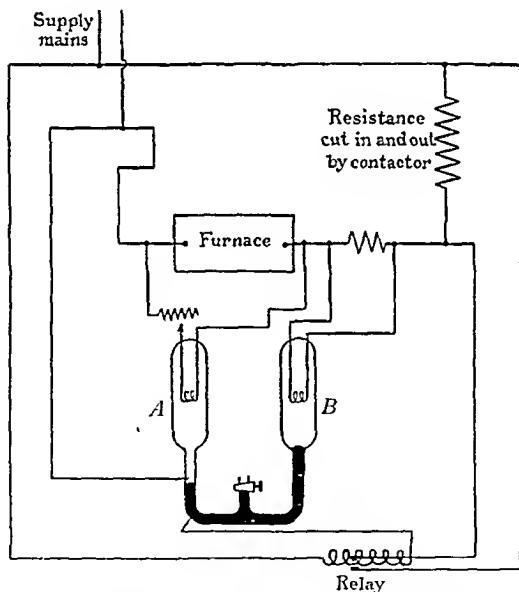 Supply
mains
Resistance
cut in and out
by contactor
Furnace
A
B
Relay